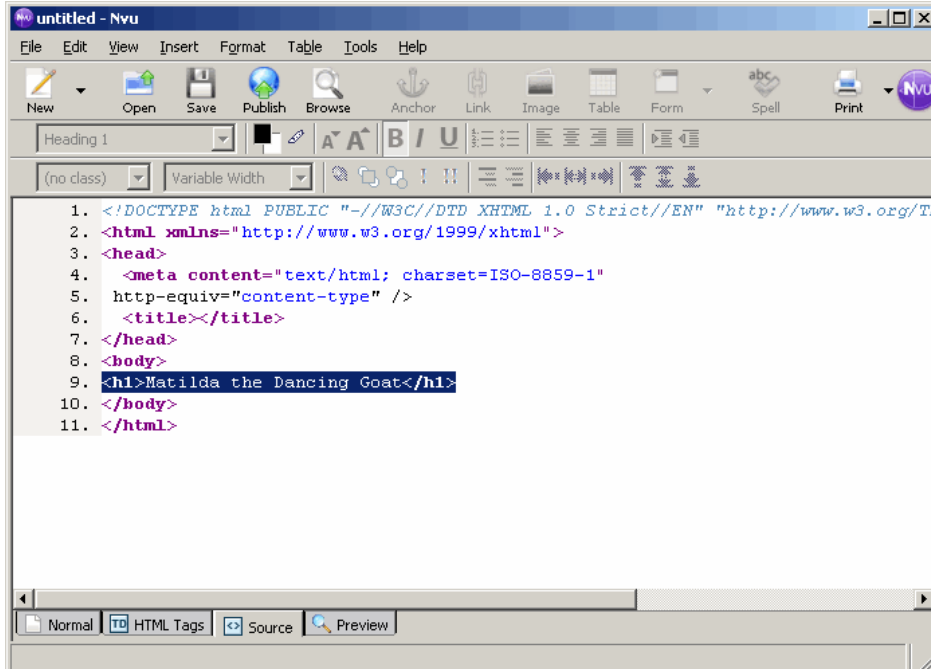 untitled - Nvu
File Edit View Insert Format Table Tools Help
New Open Save Publish Browse Anchor Link Image Table Form Spell Print Nvu
Heading 1 A A B I U
(no class) Variable Width
1. <!DOCTYPE html PUBLIC "-//W3C//DTD XHTML 1.0 Strict//EN" "http://www.w3.org/T
2. <html xmlns="http://www.w3.org/1999/xhtml">
3. <head>
4. <meta content="text/html; charset=ISO-8859-1"
5. http-equiv="content-type" />
6. <title></title>
7. </head>
8. <body>
9. <h1>Matilda the Dancing Goat</h1>
10. </body>
11. </html>
Normal TD HTML Tags Source Preview